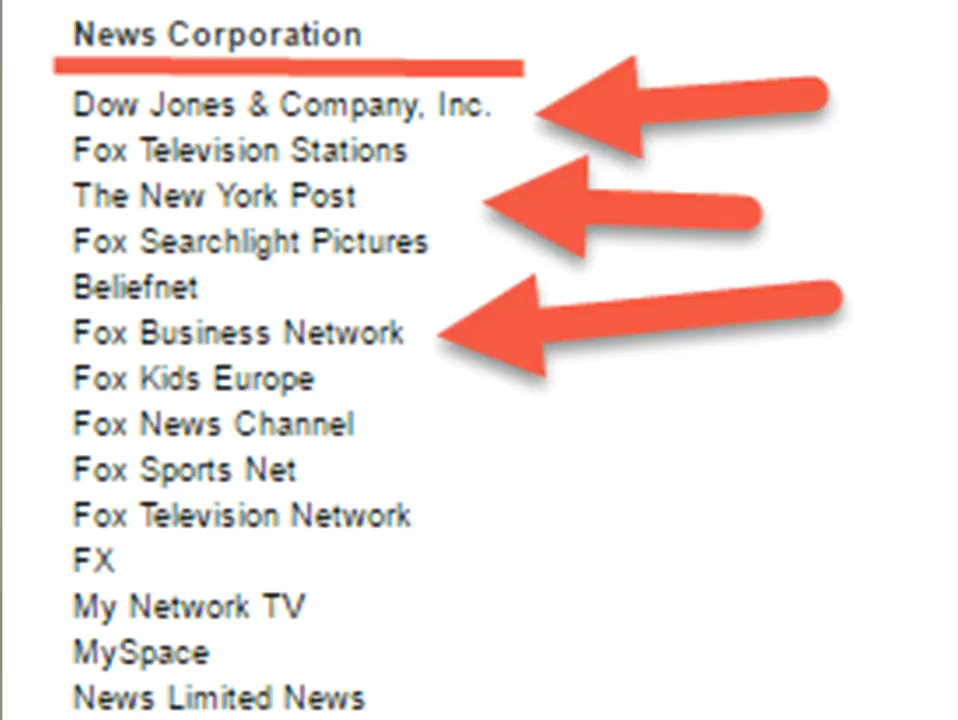 News Corporation
Dow Jones & Company, Inc.
Fox Television Stations
The New York Post
Fox Searchlight Pictures
Beliefnet
Fox Business Network
Fox Kids Europe
Fox News Channel
Fox Sports Net
Fox Television Network
FX
My Network TV
MySpace
News Limited News